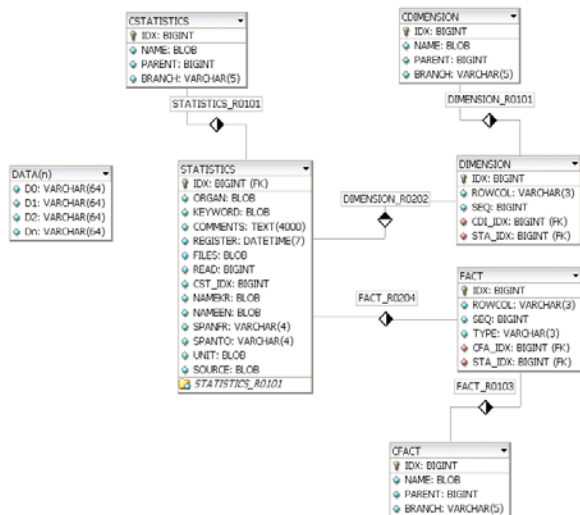 CSTATISTICS
IDX: BIGINT
NAME: BLOB
PARENT: BIGINT
BRANCH: VARCHAR(5)
STATISTICS_R0101
CDIMENSION
IDX: BIGINT
NAME: BLOB
PARENT: BIGINT
BRANCH: VARCHAR(5)
DIMENSION_R0101
DATA(n)
D0: VARCHAR(64)
D1: VARCHAR(64)
D2: VARCHAR(64)
Dn: VARCHAR(64)
STATISTICS
IDX: BIGINT (FK)
ORGAN: BLOB
KEYWORD: BLOB
COMMENTS: TEXT(4000)
REGISTER: DATETIME(7)
FILES: BLOB
READ: BIGINT
CST_IDX: BIGINT
NAMEKR: BLOB
NAMEEN: BLOB
SPANFR: VARCHAR(4)
SPANTO: VARCHAR(4)
UNIT: BLOB
SOURCE: BLOB
STATISTICS_R0101
DIMENSION_R0202
DIMENSION
IDX: BIGINT
ROWCOL: VARCHAR(3)
SEQ: BIGINT
CDI_IDX: BIGINT (FK)
STA_IDX: BIGINT (FK)
FACT_R0204
FACT
IDX: BIGINT
ROWCOL: VARCHAR(3)
SEQ: BIGINT
TYPE: VARCHAR(3)
CFA_IDX: BIGINT (FK)
STA_IDX: BIGINT (FK)
FACT_R0103
CFACT
IDX: BIGINT
NAME: BLOB
PARENT: BIGINT
BRANCH: VARCHAR(5)